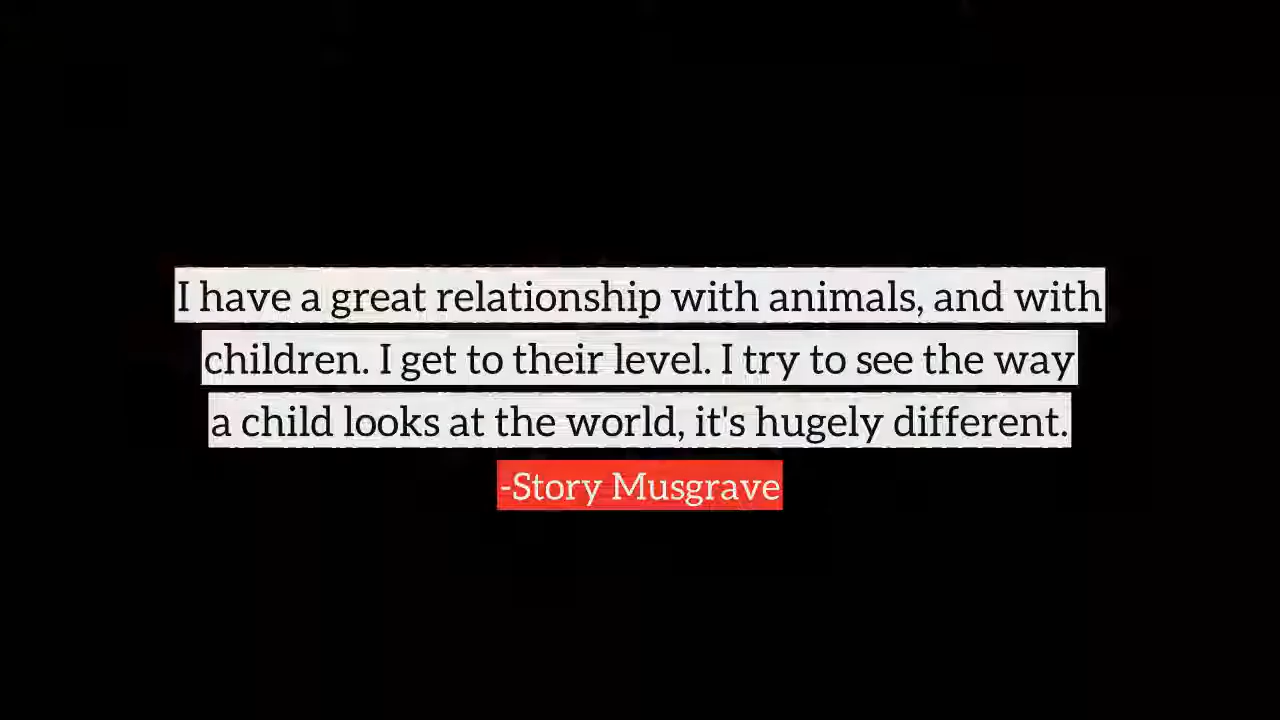 I have a great relationship with animals, and with
children. I get to their level. I try to see the way
a child looks at the world, it's hugely different.
-Story Musgrave